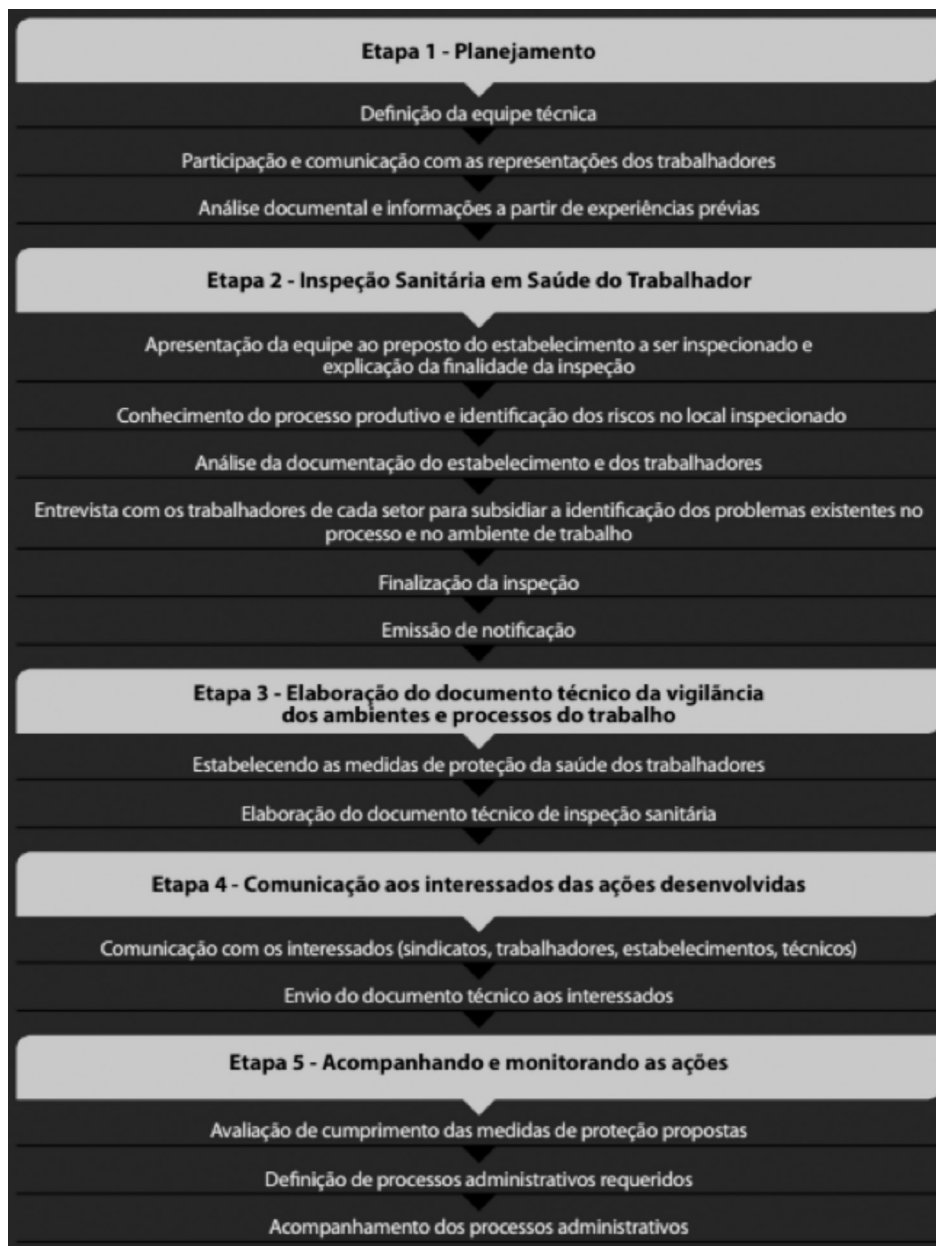 Etapa 1 - Planejamento
Definição da equipe técnica
Participação e comunicação com as representações dos trabalhadores
Análise documental e informações a partir de experiências prévias
Etapa 2 - Inspeção Sanitária em Saúde do Trabalhador
Apresentação da equipe ao preposto do estabelecimento a ser inspecionado e
explicação da finalidade da inspeção
Conhecimento do processo produtivo e identificação dos riscos no local inspecionado
Análise da documentação do estabelecimento e dos trabalhadores
Entrevista com os trabalhadores de cada setor para subsidiar a identificação dos problemas existentes no
processo e no ambiente de trabalho
Finalização da inspeção
Emissão de notificação
Etapa 3 - Elaboração do documento técnico da vigilância
dos ambientes e processos do trabalho
Estabelecendo as medidas de proteção da saúde dos trabalhadores
Elaboração do documento técnico de inspeção sanitária
Etapa 4 - Comunicação aos interessados das ações desenvolvidas
Comunicação com os interessados (sindicatos, trabalhadores, estabelecimentos, técnicos)
Envio do documento técnico aos interessados
Etapa 5 - Acompanhando e monitorando as ações
Avaliação de cumprimento das medidas de proteção propostas
Definição de processos administrativos requeridos
Acompanhamento dos processos administrativos